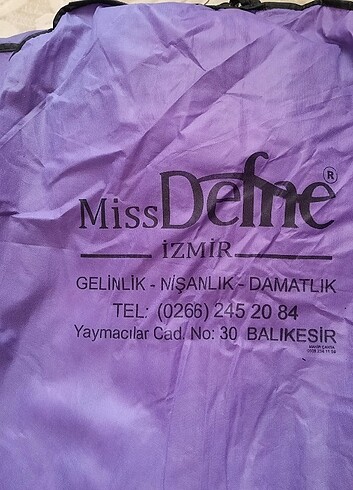 MissDefne®
İZMİR
GELİNLİK - NİŞANLIK - DAMATLIK
TEL: (0266) 245 20 84
Yaymacılar Cad. No: 30 BALIKESİR